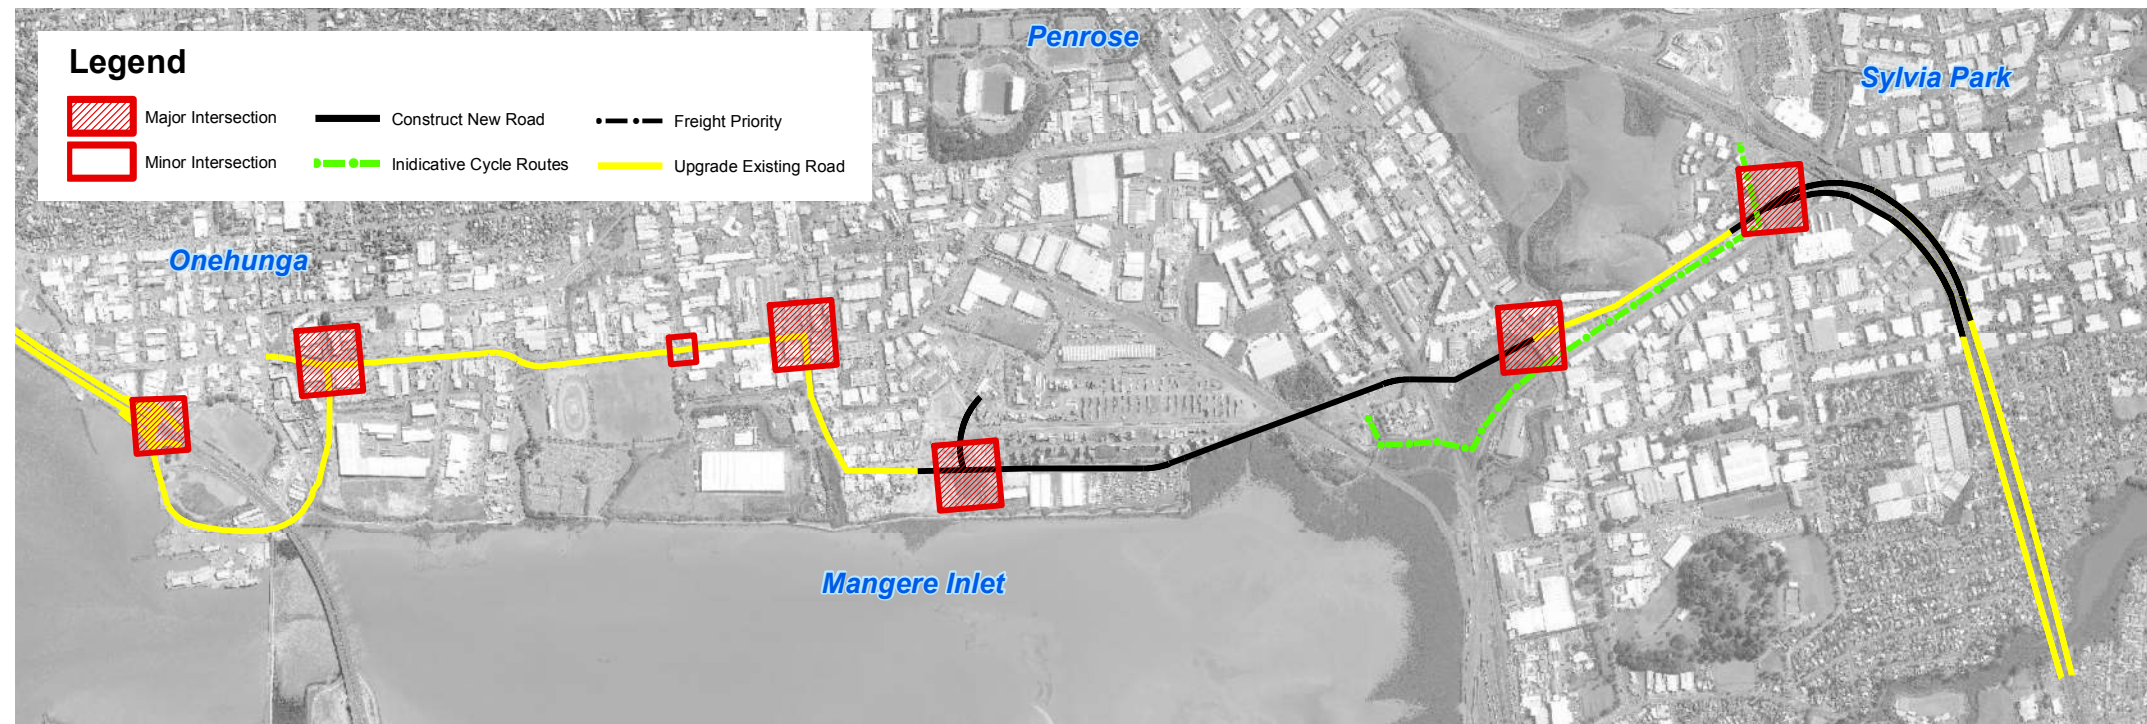 Penrose
Sylvia Park
Legend
Major Intersection
Construct New Road
Freight Priority
Minor Intersection
Inidicative Cycle Routes
Upgrade Existing Road
Onehunga
Mangere Inlet